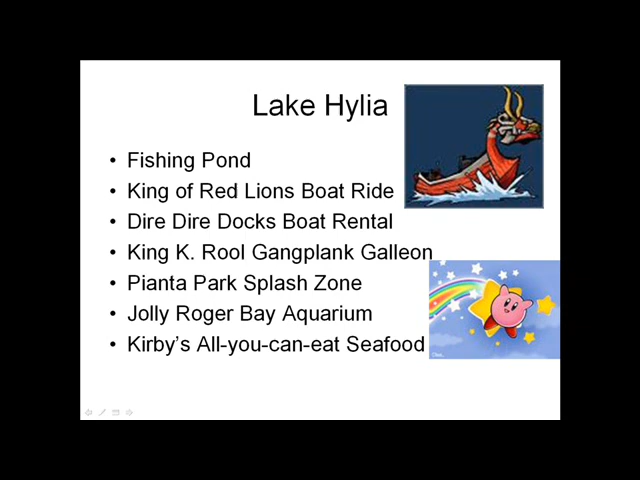 Lake Hylia
• Fishing Pond
• King of Red Lions Boat Ride
• Dire Dire Docks Boat Rental
• King K. Rool Gangplank Galleon
• Pianta Park Splash Zone
• Jolly Roger Bay Aquarium
• Kirby’s All-you-can-eat Seafood